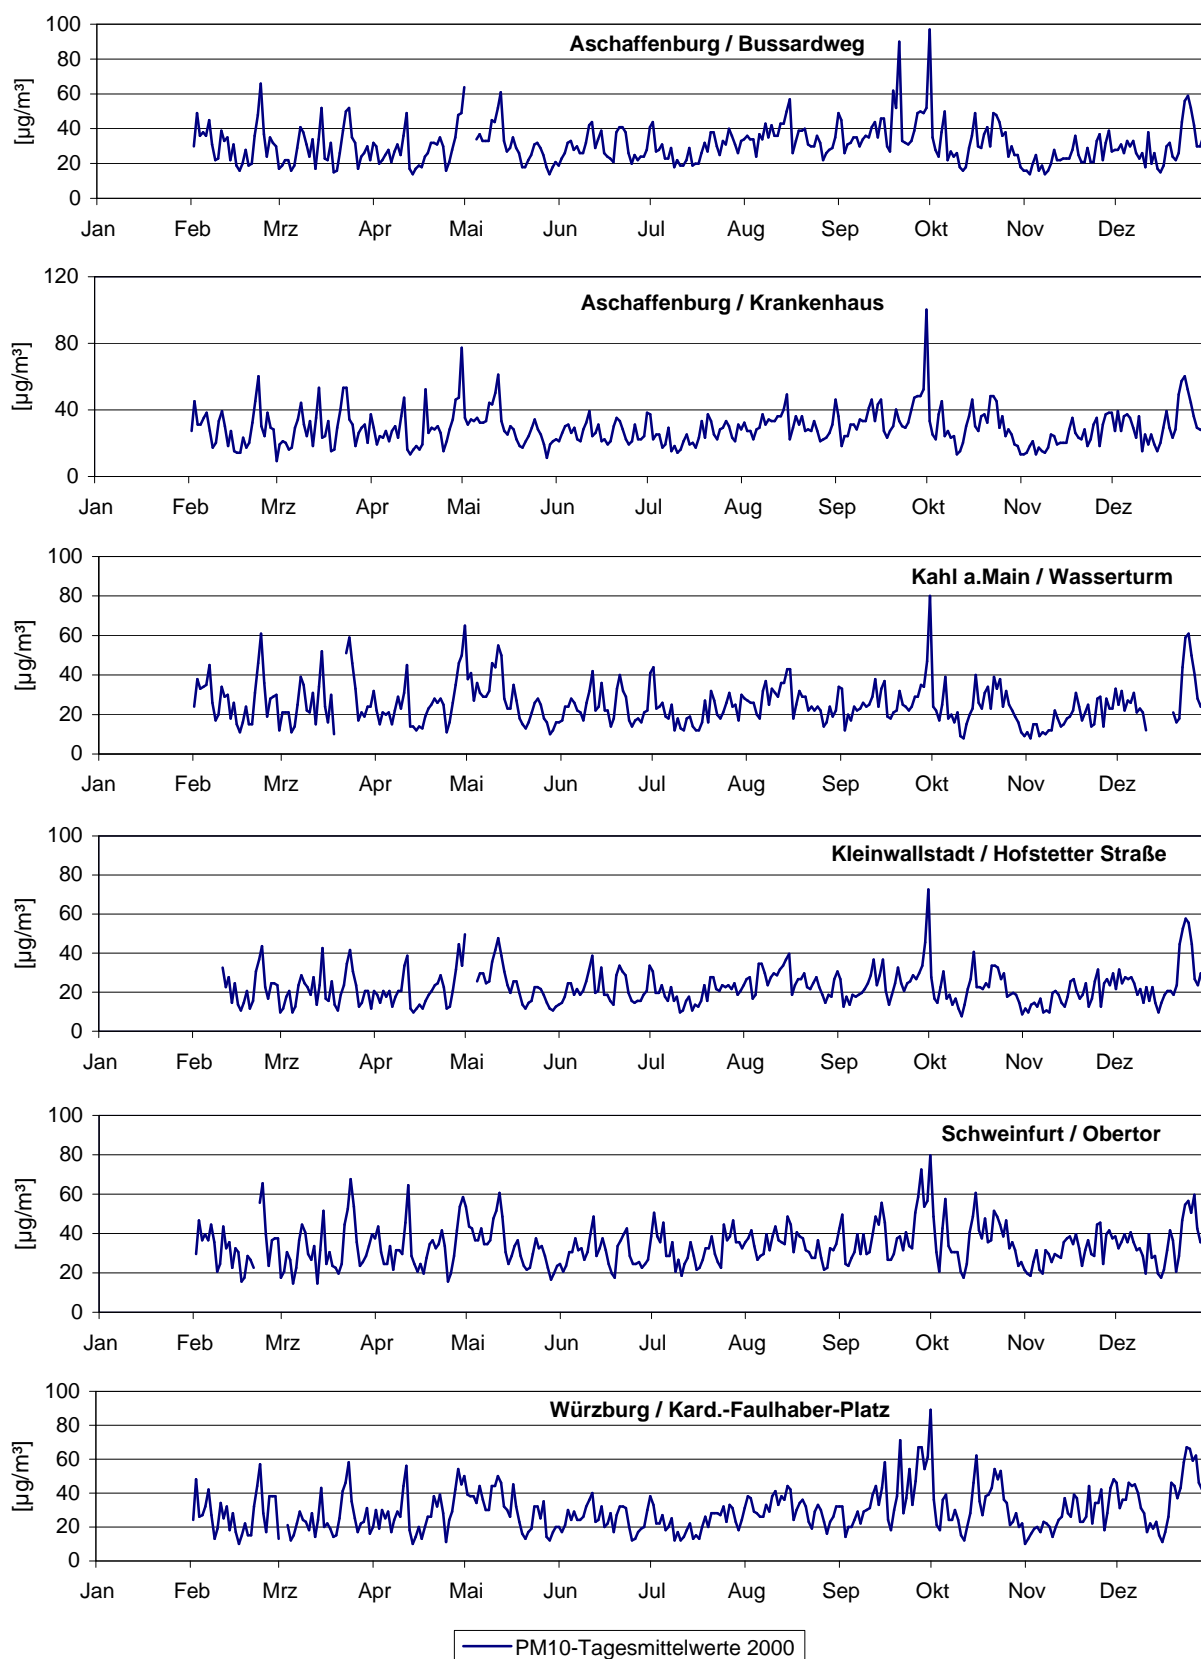 Aschaffenburg / Bussardweg
[µg/m³]
100
80
60
40
20
0
Jan Feb Mrz Apr Mai Jun Jul Aug Sep Okt Nov Dez
Aschaffenburg / Krankenhaus
[µg/m³]
120
80
40
0
Jan Feb Mrz Apr Mai Jun Jul Aug Sep Okt Nov Dez
Kahl a.Main / Wasserturm
[µg/m³]
100
80
60
40
20
0
Jan Feb Mrz Apr Mai Jun Jul Aug Sep Okt Nov Dez
Kleinwallstadt / Hofstetter Straße
[µg/m³]
100
80
60
40
20
0
Jan Feb Mrz Apr Mai Jun Jul Aug Sep Okt Nov Dez
Schweinfurt / Obertor
[µg/m³]
100
80
60
40
20
0
Jan Feb Mrz Apr Mai Jun Jul Aug Sep Okt Nov Dez
Würzburg / Kard.-Faulhaber-Platz
[µg/m³]
100
80
60
40
20
0
Jan Feb Mrz Apr Mai Jun Jul Aug Sep Okt Nov Dez
PM10-Tagesmittelwerte 2000